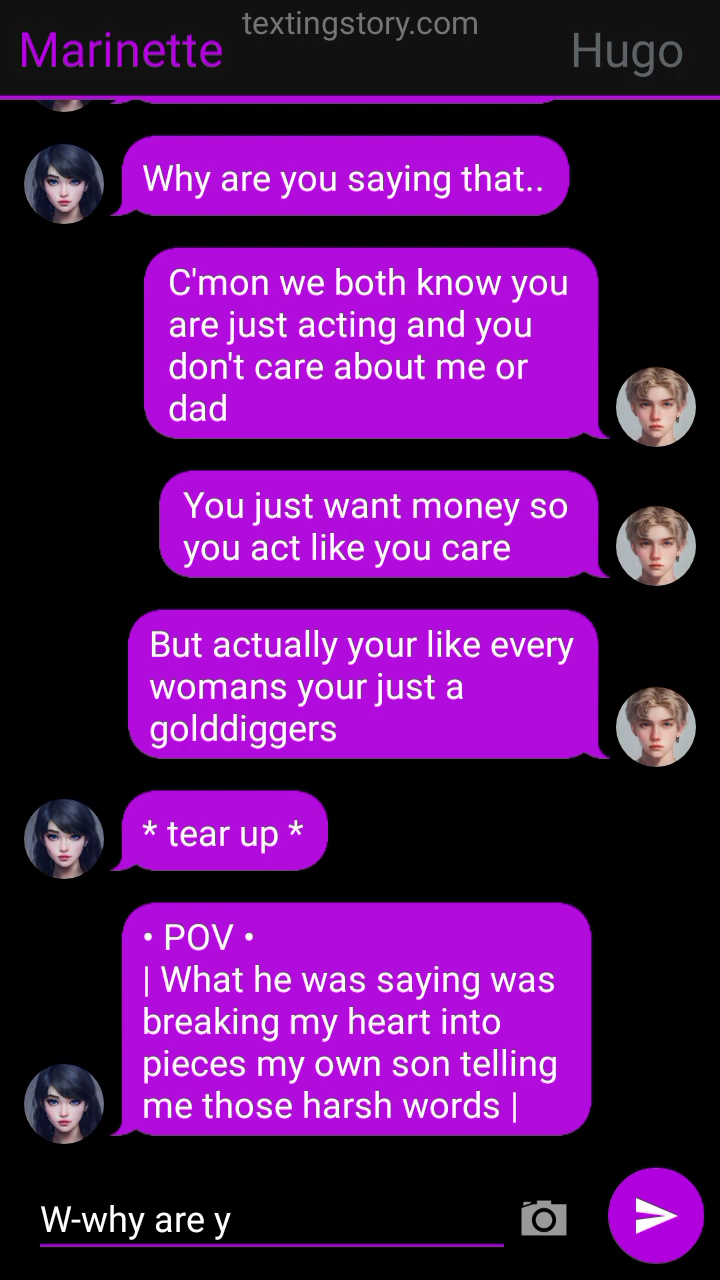 textingstory.com
Marinette
Hugo
Why are you saying that..
C'mon we both know you
are just acting and you
don't care about me or
dad
You just want money so
you act like you care
But actually your like every
womans your just a
golddiggers
* tear up *
• POV •
| What he was saying was
breaking my heart into
pieces my own son telling
me those harsh words |
W-why are y